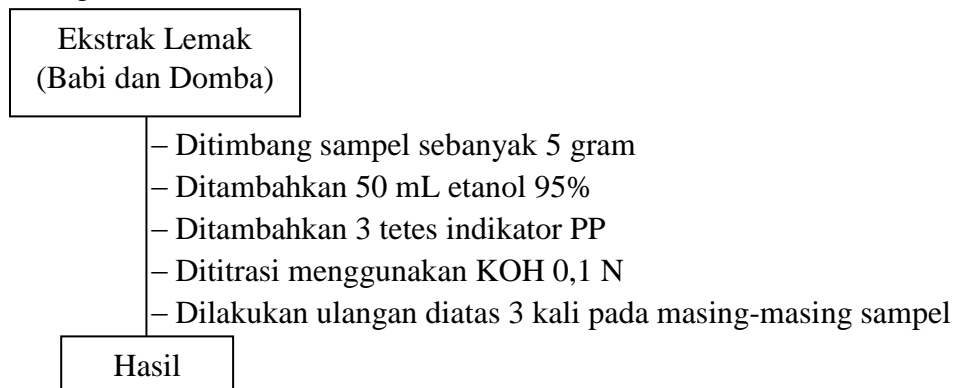 Ekstrak Lemak
(Babi dan Domba)
– Ditimbang sampel sebanyak 5 gram
– Ditambahkan 50 mL etanol 95%
– Ditambahkan 3 tetes indikator PP
– Dititrasi menggunakan KOH 0,1 N
– Dilakukan ulangan diatas 3 kali pada masing-masing sampel
Hasil